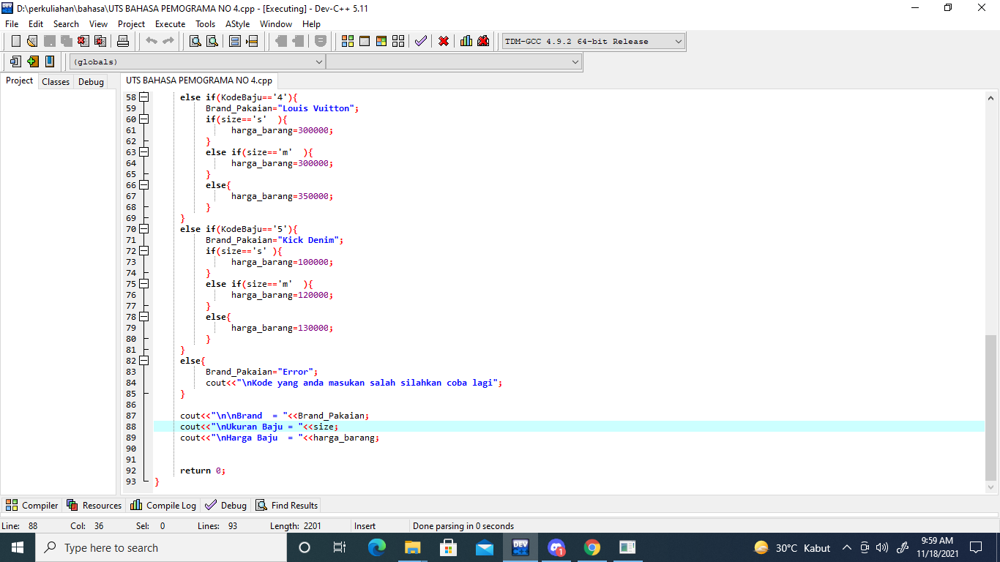 D:\perkuliahan\bahasa\UTS BAHASA PEMOGRAMA NO 4.cpp - [Executing] - Dev-C++ 5.11
File Edit Search View Project Execute Tools AStyle Window Help
TDM-GCC 4.9.2 64-bit Release
(globals)
Project Classes Debug UTS BAHASA PEMOGRAMA NO 4.cpp
58 else if(KodeBaju=='4'){
59 Brand_Pakaian="Louis Vuitton";
60 if(size=='s' ){
61 harga_barang=300000;
62 }
63 else if(size=='m' ){
64 harga_barang=300000;
65 }
66 else{
67 harga_barang=350000;
68 }
69 }
70 else if(KodeBaju=='5'){
71 Brand_Pakaian="Kick Denim";
72 if(size=='s' ){
73 harga_barang=100000;
74 }
75 else if(size=='m' ){
76 harga_barang=120000;
77 }
78 else{
79 harga_barang=130000;
80 }
81 }
82 else{
83 Brand_Pakaian="Error";
84 cout<<"\nKode yang anda masukan salah silahkan coba lagi";
85 }
86
87 cout<<"\n\nBrand  = "<<Brand_Pakaian;
88 cout<<"\nUkuran Baju = "<<size;
89 cout<<"\nHarga Baju  = "<<harga_barang;
90
91
92 return 0;
93 }
Compiler Resources Compile Log Debug Find Results
Line: 88 Col: 36 Sel: 0 Lines: 93 Length: 2201 Insert Done parsing in 0 seconds
Type here to search
DEV
1
30°C Kabut
9:59 AM
11/18/2021